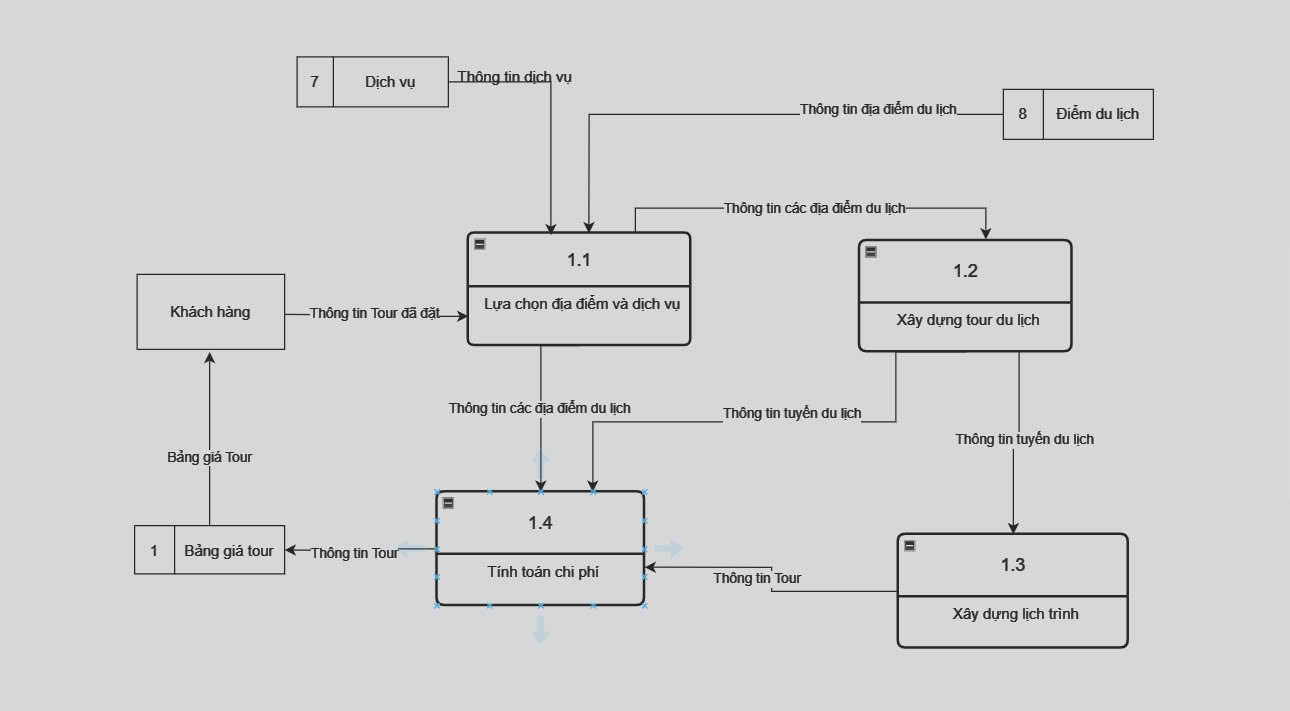 7
Dịch vụ
Thông tin dịch vụ
Thông tin địa điểm du lịch
8
Điểm du lịch
Thông tin các địa điểm du lịch
1.1
Lựa chọn địa điểm và dịch vụ
1.2
Xây dựng tour du lịch
Khách hàng
Thông tin Tour đã đặt
Thông tin các địa điểm du lịch
Thông tin tuyến du lịch
Thông tin tuyến du lịch
Bảng giá Tour
1.4
Tính toán chi phí
1
Bảng giá tour
Thông tin Tour
Thông tin Tour
1.3
Xây dựng lịch trình